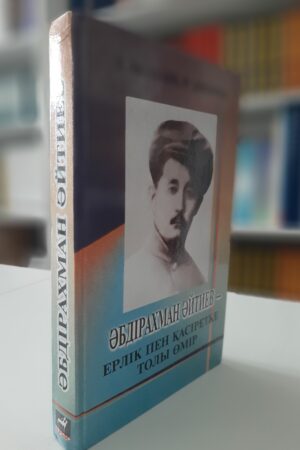 ӘБДІРАХМАН ӘЙТИЕВ –
ЕРЛІК ПЕН ҚАСІРЕТКЕ
ТОЛЫ ӨМІР
ӘБДІРАХМАН ӘЙТИЕВ